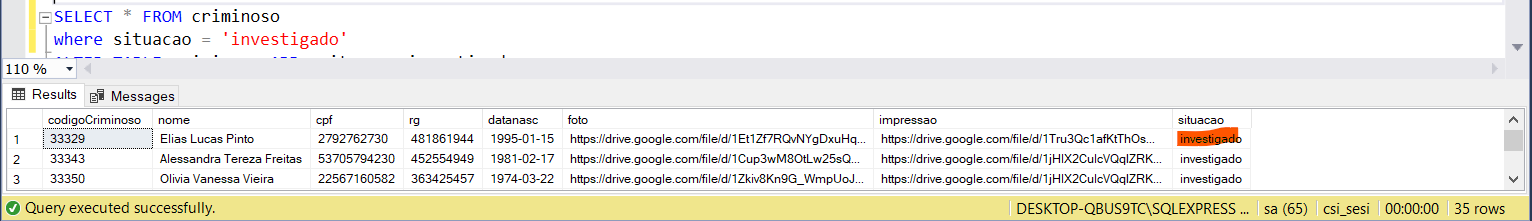 SELECT * FROM criminoso
where situacao = 'investigado'
110 %
Results Messages
codigoCriminoso nome cpf rg datanasc foto impressao situacao
1 33329 Elias Lucas Pinto 2792762730 481861944 1995-01-15 https://drive.google.com/file/d/1Et1Zf7RQvNYgDxuHq... https://drive.google.com/file/d/1Tru3Qc1afKtThOs... investigado
2 33343 Alessandra Tereza Freitas 53705794230 452554949 1981-02-17 https://drive.google.com/file/d/1Cup3wM8OtLw25sQ... https://drive.google.com/file/d/1jHIX2CulcVQqIZRK... investigado
3 33350 Olivia Vanessa Vieira 22567160582 363425457 1974-03-22 https://drive.google.com/file/d/1Zkiv8Kn9G_WmpUoJ... https://drive.google.com/file/d/1jHIX2CulcVQqIZRK... investigado
Query executed successfully. DESKTOP-QBUS9TC\SQLEXPRESS ... sa (65) csi_sesi 00:00:00 35 rows